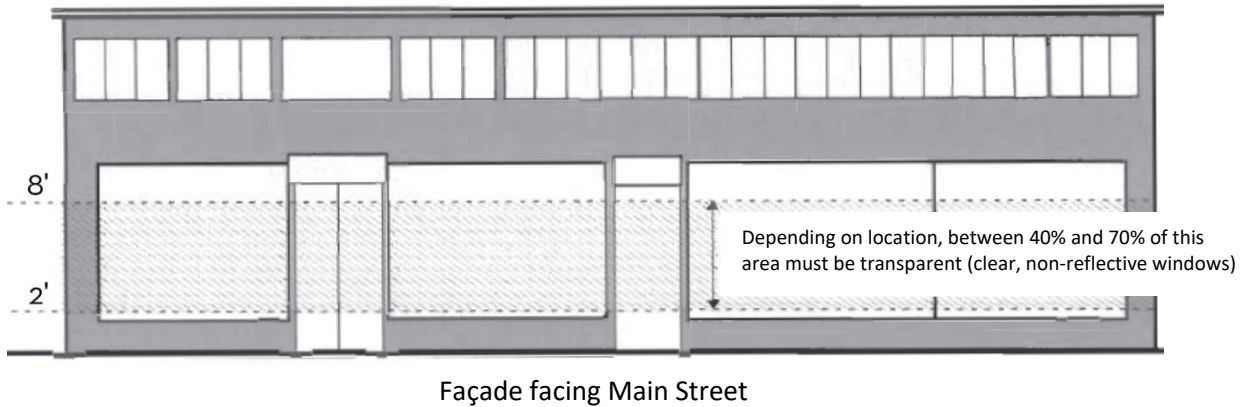 8'
Depending on location, between 40% and 70% of this
area must be transparent (clear, non-reflective windows)
2'
Façade facing Main Street